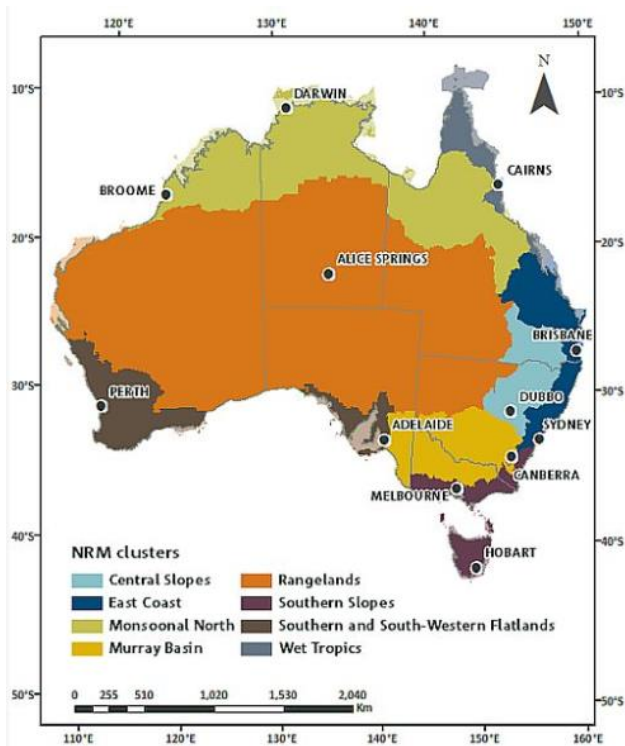 120°E 130°E 140°E 150°E
N
10°S 10°S
DARWIN
CAIRNS
BROOME
20°S 20°S
ALICE SPRINGS
BRISBANE
30°S 30°S
PERTH
DUBBO
ADELAIDE
SYDNEY
CANBERRA
MELBOURNE
40°S 40°S
HOBART
NRM clusters
Central Slopes Rangelands
East Coast Southern Slopes
Monsoonal North Southern and South-Western Flatlands
Murray Basin Wet Tropics
50°S 50°S
0 255 510 1,020 1,530 2,040
Km
110°E 120°E 130°E 140°E 150°E 160°E